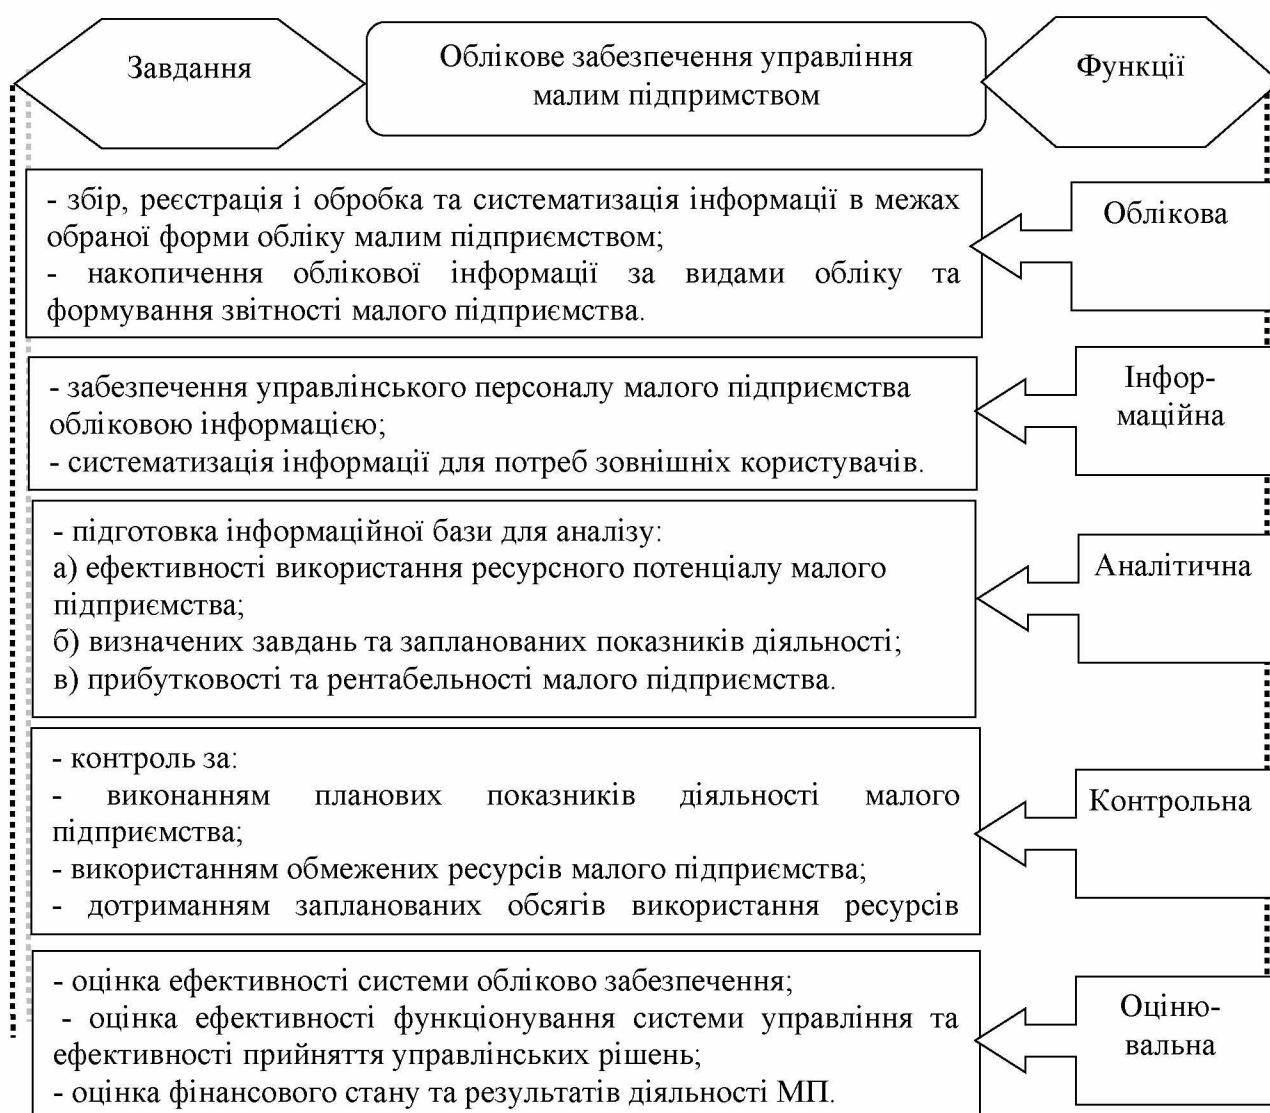 Завдання
Облікове забезпечення управління
малим підпримством
Функції
- збір, реєстрація і обробка та систематизація інформації в межах
обраної форми обліку малим підприємством;
- накопичення облікової інформації за видами обліку та
формування звітності малого підприємства.
Облікова
- забезпечення управлінського персоналу малого підприємства
обліковою інформацією;
- систематизація інформації для потреб зовнішніх користувачів.
Інфор-
маційна
- підготовка інформаційної бази для аналізу:
а) ефективності використання ресурсного потенціалу малого
підприємства;
б) визначених завдань та запланованих показників діяльності;
в) прибутковості та рентабельності малого підприємства.
Аналітична
- контроль за:
- виконанням планових показників діяльності малого
підприємства;
- використанням обмежених ресурсів малого підприємства;
- дотриманням запланованих обсягів використання ресурсів
Контрольна
- оцінка ефективності системи обліково забезпечення;
- оцінка ефективності функціонування системи управління та
ефективності прийняття управлінських рішень;
- оцінка фінансового стану та результатів діяльності МП.
Оціню-
вальна